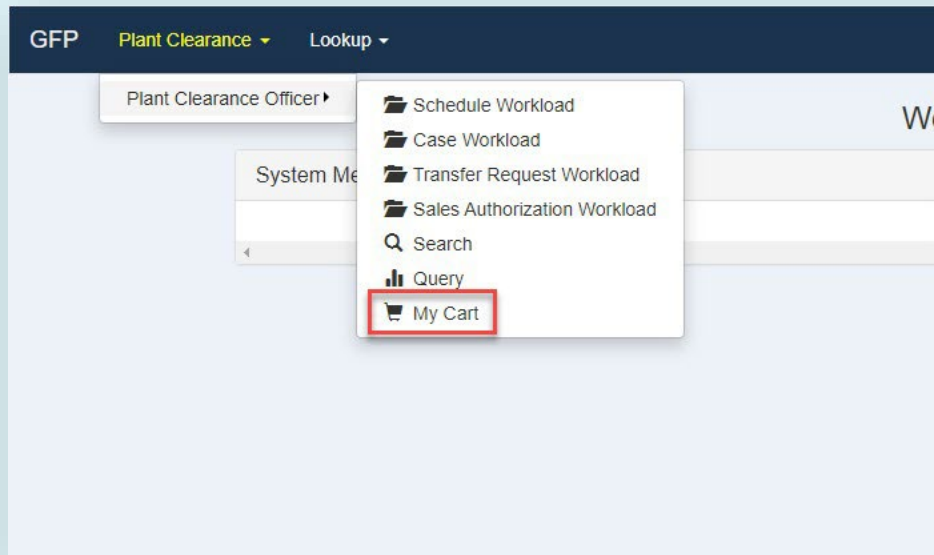 GFP Plant Clearance Lookup
Plant Clearance Officer
Schedule Workload
Case Workload
Transfer Request Workload
Sales Authorization Workload
Search
Query
My Cart
System Me